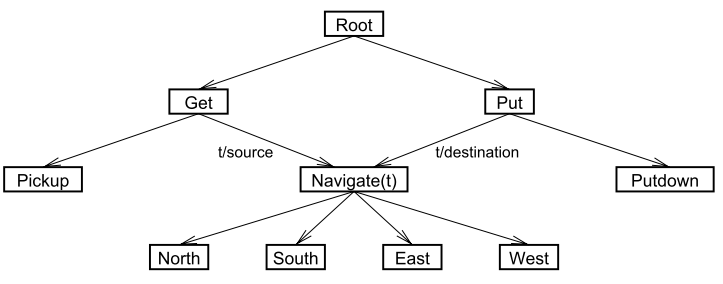 Root
Get
Put
t/source
t/destination
Pickup
Navigate(t)
Putdown
North
South
East
West